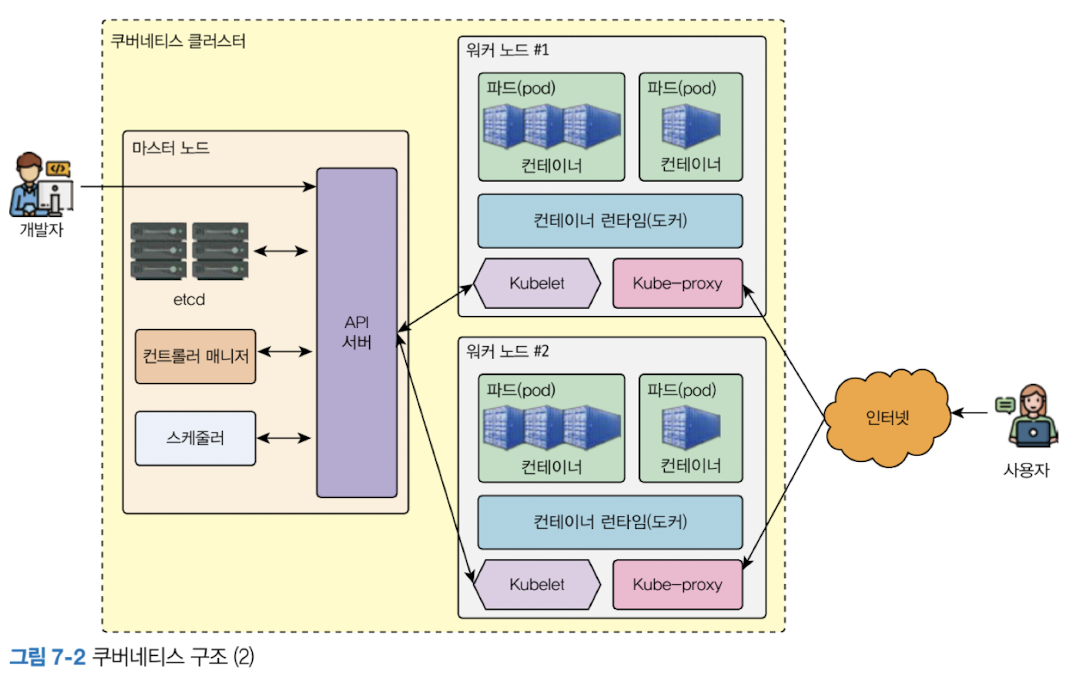 쿠버네티스 클러스터
마스터 노드
개발자
etcd
컨트롤러 매니저
스케줄러
API
서버
워커 노드 #1
파드(pod)
컨테이너
파드(pod)
컨테이너
컨테이너 런타임(도커)
Kubelet
Kube-proxy
워커 노드 #2
파드(pod)
컨테이너
파드(pod)
컨테이너
컨테이너 런타임(도커)
Kubelet
Kube-proxy
인터넷
사용자
그림 7-2 쿠버네티스 구조 (2)